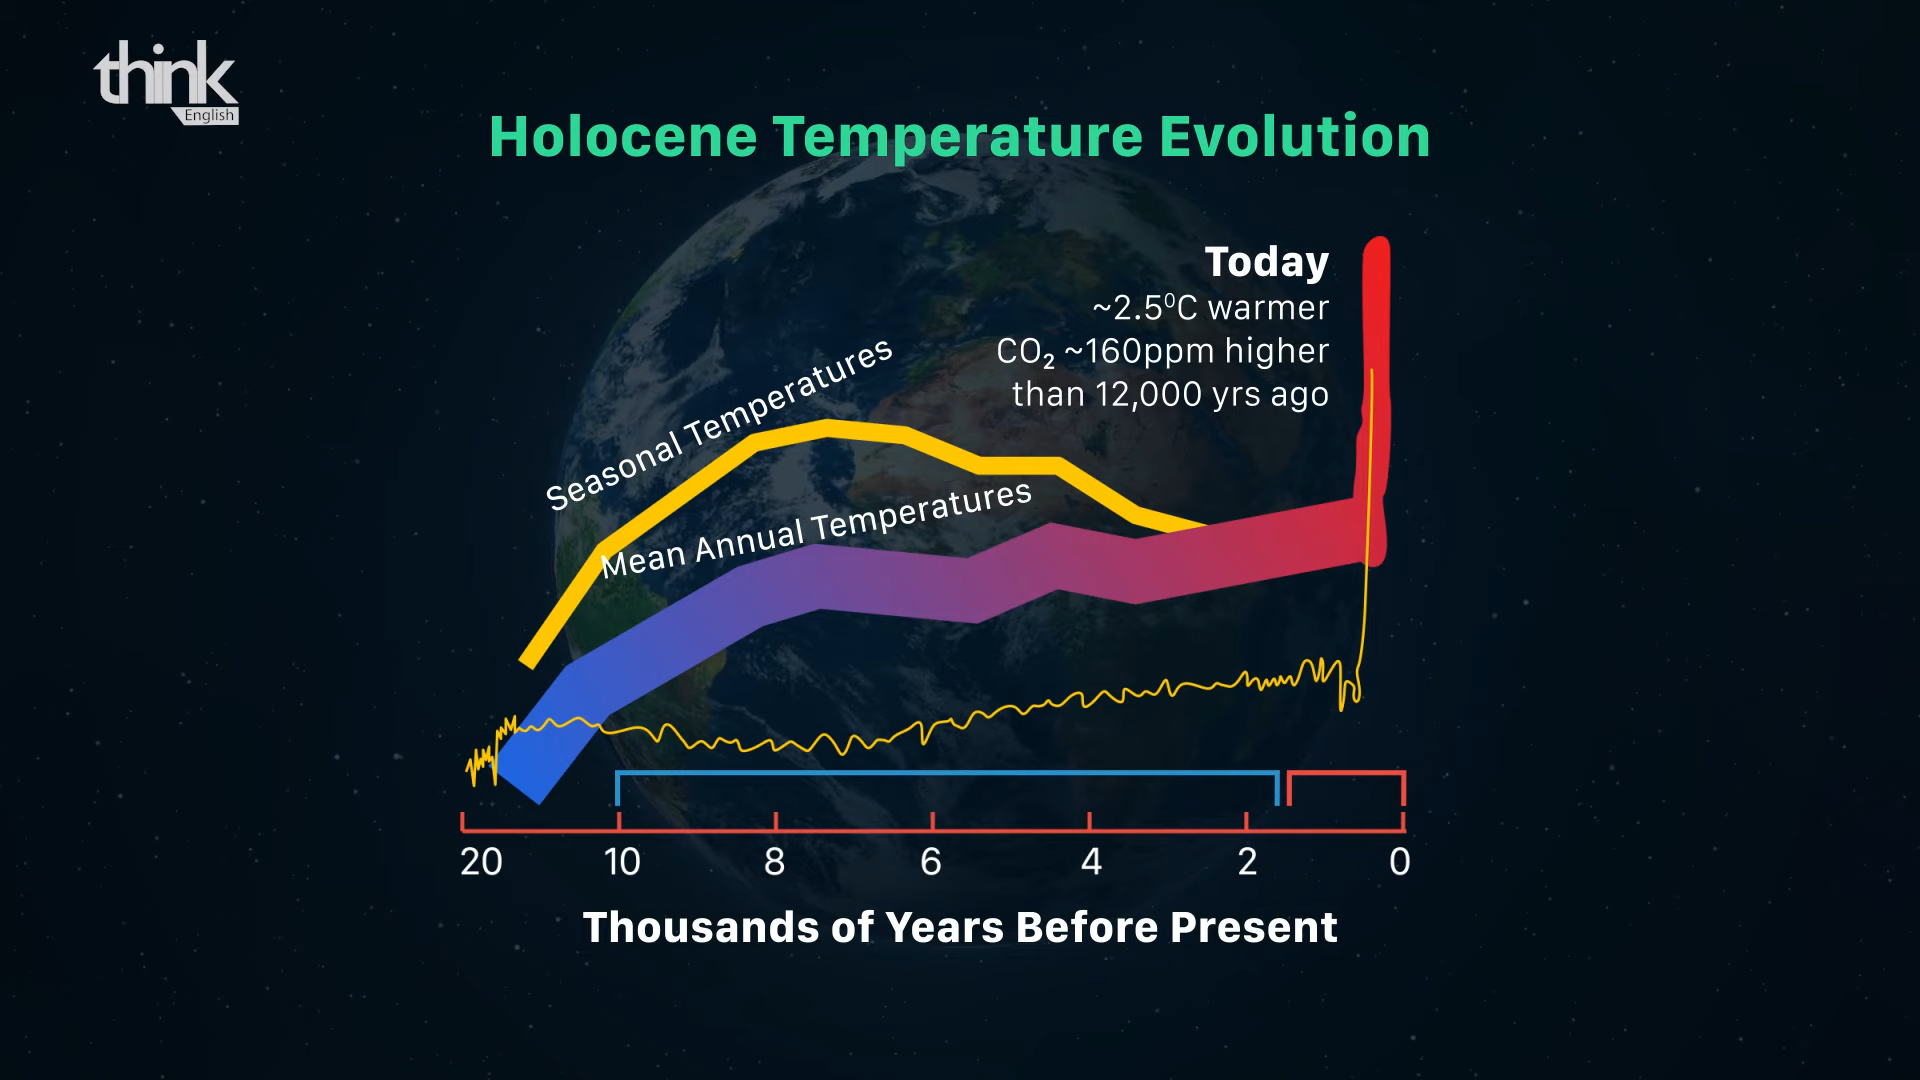 think
English
Holocene Temperature Evolution
Today
~2.5⁰C warmer
CO₂ ~160ppm higher
than 12,000 yrs ago
Seasonal Temperatures
Mean Annual Temperatures
20 10 8 6 4 2 0
Thousands of Years Before Present